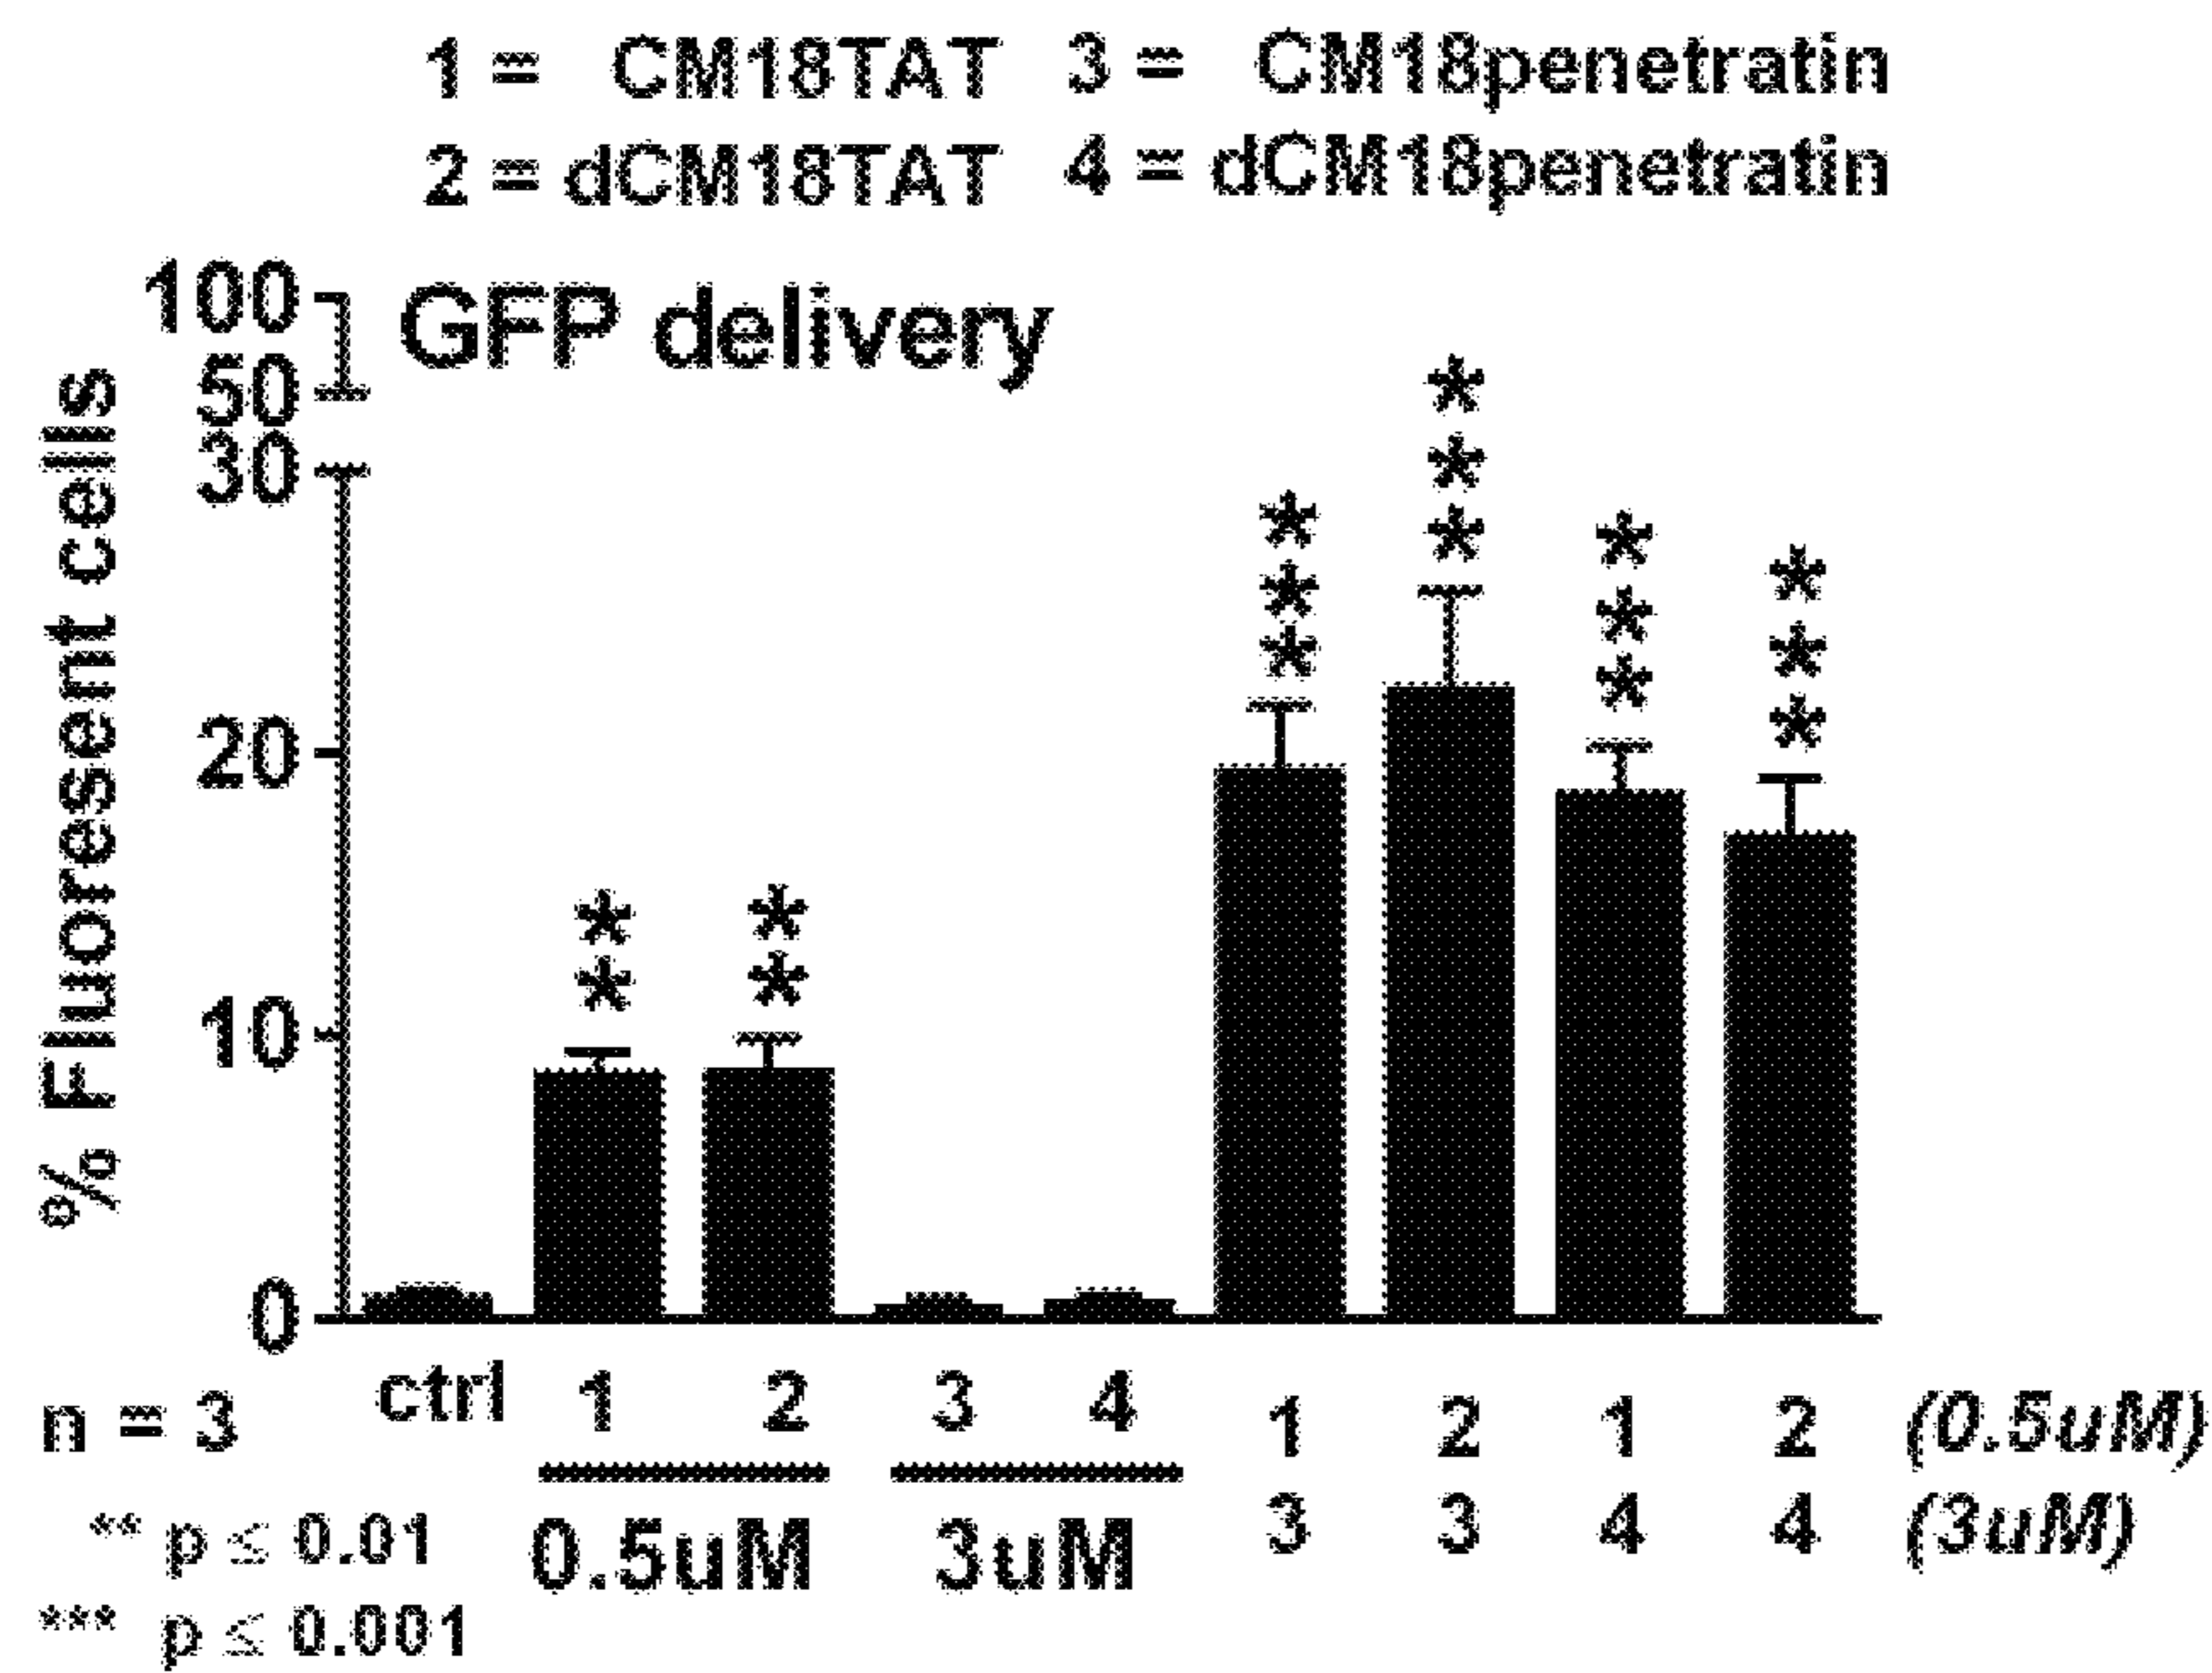 1 = CM18TAT 3 = CM18penetratin
2 = dCM18TAT 4 = dCM18penetratin
GFP delivery
% Fluoresent cells
100
50
30
20
10
0
ctrl 1 2 3 4 1 2 1 2 (0.5uM)
3 3 4 4 (3uM)
0.5uM 3uM
n = 3
** p ≤ 0.01
*** p ≤ 0.001
** ** *** *** *** ***